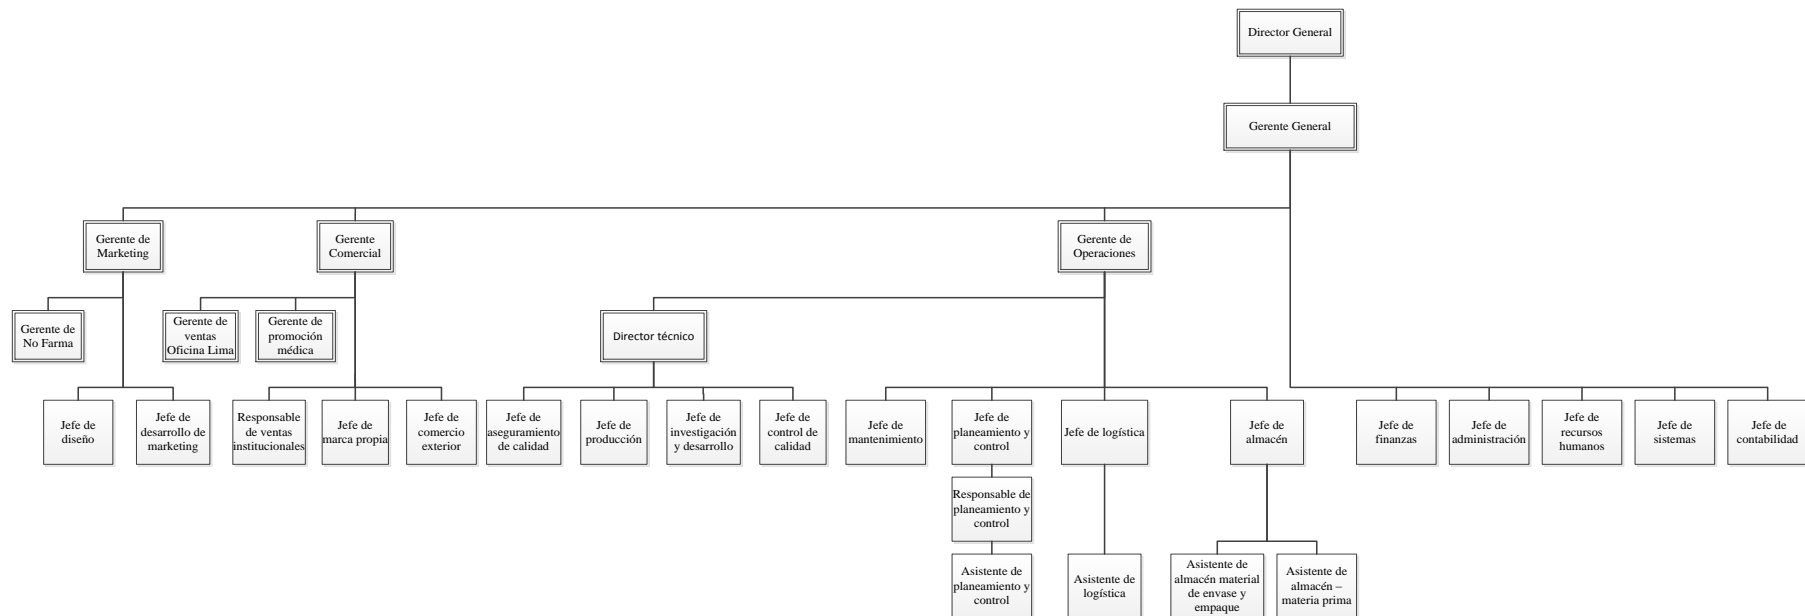 Director General
Gerente General
Gerente de
Marketing
Gerente
Comercial
Gerente de
Operaciones
Gerente de
No Farma
Gerente de
ventas
Oficina Lima
Gerente de
promoción
médica
Director técnico
Jefe de
diseño
Jefe de
desarrollo de
marketing
Responsable
de ventas
institucionales
Jefe de
marca propia
Jefe de
comercio
exterior
Jefe de
aseguramiento
de calidad
Jefe de
producción
Jefe de
investigación
y desarrollo
Jefe de
control de
calidad
Jefe de
mantenimiento
Jefe de
planeamiento y
control
Jefe de logística
Jefe de
almacén
Jefe de
finanzas
Jefe de
administración
Jefe de
recursos
humanos
Jefe de
sistemas
Jefe de
contabilidad
Responsable de
planeamiento y
control
Asistente de
planeamiento y
control
Asistente de
logística
Asistente de
almacén material
de envase y
empaque
Asistente de
almacén –
materia prima